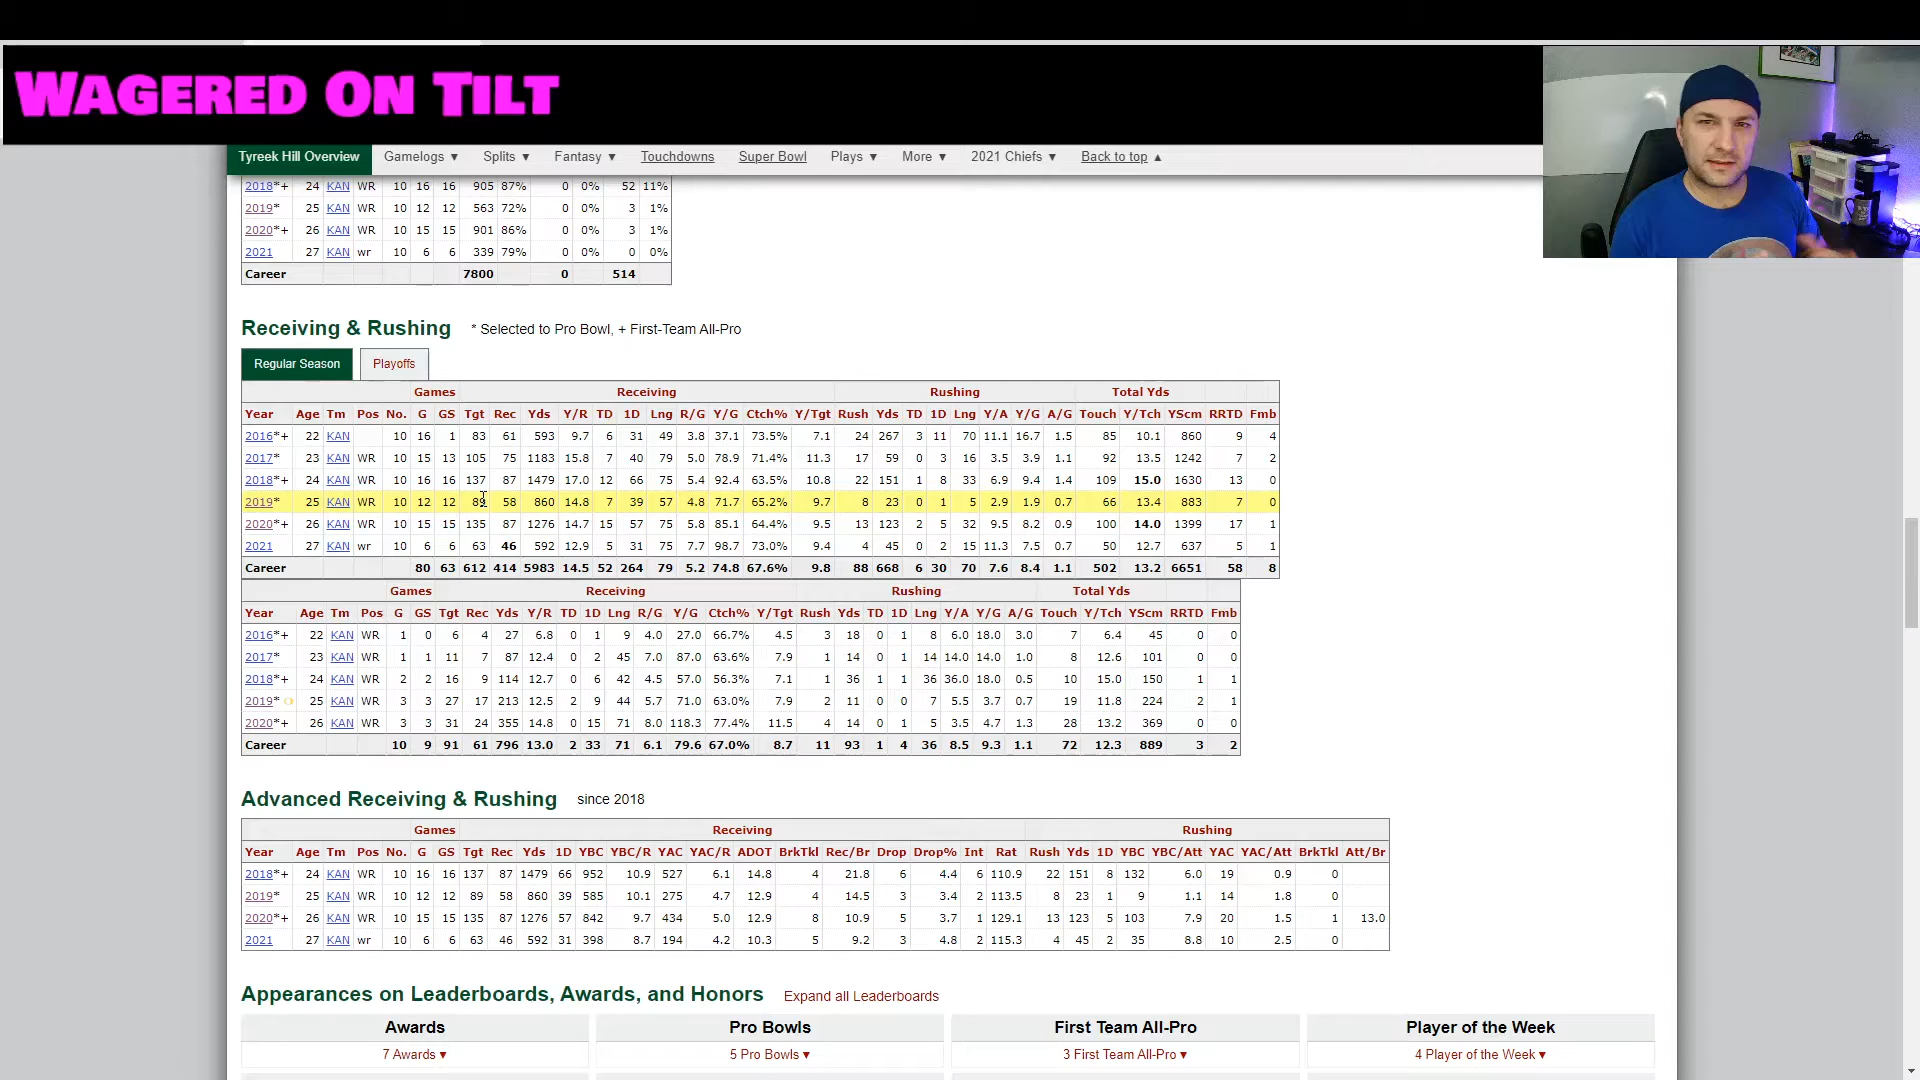 WAGERED ON TILT
Tyreek Hill Overview Gamelogs ▼ Splits ▼ Fantasy ▼ Touchdowns Super Bowl Plays ▼ More ▼ 2021 Chiefs ▼ Back to top ▲
2018*+ 24 KAN WR 10 16 16 905 87% 0 0% 52 11%
2019* 25 KAN WR 10 12 12 563 72% 0 0% 3 1%
2020*+ 26 KAN WR 10 15 15 901 86% 0 0% 3 1%
2021 27 KAN wr 10 6 6 339 79% 0 0% 0 0%
Career 7800 0 514
Receiving & Rushing * Selected to Pro Bowl, + First-Team All-Pro
Regular Season Playoffs
Games Receiving Rushing Total Yds
Year Age Tm Pos No. G GS Tgt Rec Yds Y/R TD 1D Lng R/G Y/G Ctch% Y/Tgt Rush Yds TD 1D Lng Y/A Y/G A/G Touch Y/Tch YScm RRTD Fmb
2016*+ 22 KAN 10 16 1 83 61 593 9.7 6 31 49 3.8 37.1 73.5% 7.1 24 267 3 11 70 11.1 16.7 1.5 85 10.1 860 9 4
2017* 23 KAN WR 10 15 13 105 75 1183 15.8 7 40 79 5.0 78.9 71.4% 11.3 17 59 0 3 16 3.5 3.9 1.1 92 13.5 1242 7 2
2018*+ 24 KAN WR 10 16 16 137 87 1479 17.0 12 66 75 5.4 92.4 63.5% 10.8 22 151 1 8 33 6.9 9.4 1.4 109 15.0 1630 13 0
2019* 25 KAN WR 10 12 12 89 58 860 14.8 7 39 57 4.8 71.7 65.2% 9.7 8 23 0 1 5 2.9 1.9 0.7 66 13.4 883 7 0
2020*+ 26 KAN WR 10 15 15 135 87 1276 14.7 15 57 75 5.8 85.1 64.4% 9.5 13 123 2 5 32 9.5 8.2 0.9 100 14.0 1399 17 1
2021 27 KAN wr 10 6 6 63 46 592 12.9 5 31 75 7.7 98.7 73.0% 9.4 4 45 0 2 15 11.3 7.5 0.7 50 12.7 637 5 1
Career 80 63 612 414 5983 14.5 52 264 79 5.2 74.8 67.6% 9.8 88 668 6 30 70 7.6 8.4 1.1 502 13.2 6651 58 8
Games Receiving Rushing Total Yds
Year Age Tm Pos G GS Tgt Rec Yds Y/R TD 1D Lng R/G Y/G Ctch% Y/Tgt Rush Yds TD 1D Lng Y/A Y/G A/G Touch Y/Tch YScm RRTD Fmb
2016*+ 22 KAN WR 1 0 6 4 27 6.8 0 1 9 4.0 27.0 66.7% 4.5 3 18 0 1 8 6.0 18.0 3.0 7 6.4 45 0 0
2017* 23 KAN WR 1 1 11 7 87 12.4 0 2 45 7.0 87.0 63.6% 7.9 1 14 0 1 14 14.0 14.0 1.0 8 12.6 101 0 0
2018*+ 24 KAN WR 2 2 16 9 114 12.7 0 6 42 4.5 57.0 56.3% 7.1 1 36 1 1 36 36.0 18.0 0.5 10 15.0 150 1 1
2019* 25 KAN WR 3 3 27 17 213 12.5 2 9 44 5.7 71.0 63.0% 7.9 2 11 0 0 7 5.5 3.7 0.7 19 11.8 224 2 1
2020*+ 26 KAN WR 3 3 31 24 355 14.8 0 15 71 8.0 118.3 77.4% 11.5 4 14 0 1 5 3.5 4.7 1.3 28 13.2 369 0 0
Career 10 9 91 61 796 13.0 2 33 71 6.1 79.6 67.0% 8.7 11 93 1 4 36 8.5 9.3 1.1 72 12.3 889 3 2
Advanced Receiving & Rushing since 2018
Games Receiving Rushing
Year Age Tm Pos No. G GS Tgt Rec Yds 1D YBC YBC/R YAC YAC/R ADOT BrkTkl Rec/Br Drop Drop% Int Rat Rush Yds 1D YBC YBC/Att YAC YAC/Att BrkTkl Att/Br
2018*+ 24 KAN WR 10 16 16 137 87 1479 66 952 10.9 527 6.1 14.8 4 21.8 6 4.4 6 110.9 22 151 8 132 6.0 19 0.9 0
2019* 25 KAN WR 10 12 12 89 58 860 39 585 10.1 275 4.7 12.9 4 14.5 3 3.4 2 113.5 8 23 1 9 1.1 14 1.8 0
2020*+ 26 KAN WR 10 15 15 135 87 1276 57 842 9.7 434 5.0 12.9 8 10.9 5 3.7 1 129.1 13 123 5 103 7.9 20 1.5 1 13.0
2021 27 KAN wr 10 6 6 63 46 592 31 398 8.7 194 4.2 10.3 5 9.2 3 4.8 2 115.3 4 45 2 35 8.8 10 2.5 0
Appearances on Leaderboards, Awards, and Honors Expand all Leaderboards
Awards Pro Bowls First Team All-Pro Player of the Week
7 Awards ▼ 5 Pro Bowls ▼ 3 First Team All-Pro ▼ 4 Player of the Week ▼